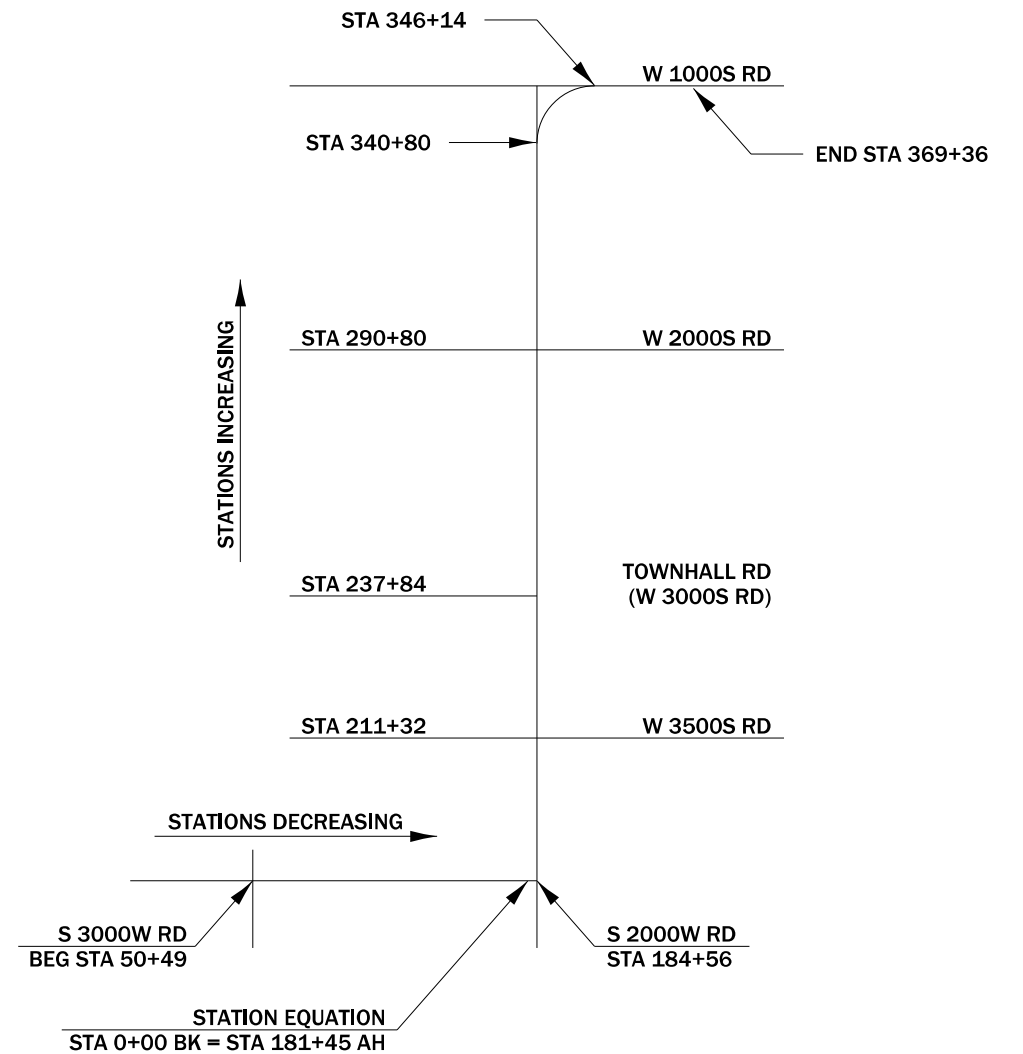 STA 346+14
W 1000S RD
STA 340+80
END STA 369+36
STATIONS INCREASING
STA 290+80
W 2000S RD
STA 237+84
TOWNHALL RD
(W 3000S RD)
STA 211+32
W 3500S RD
STATIONS DECREASING
S 3000W RD
BEG STA 50+49
S 2000W RD
STA 184+56
STATION EQUATION
STA 0+00 BK = STA 181+45 AH